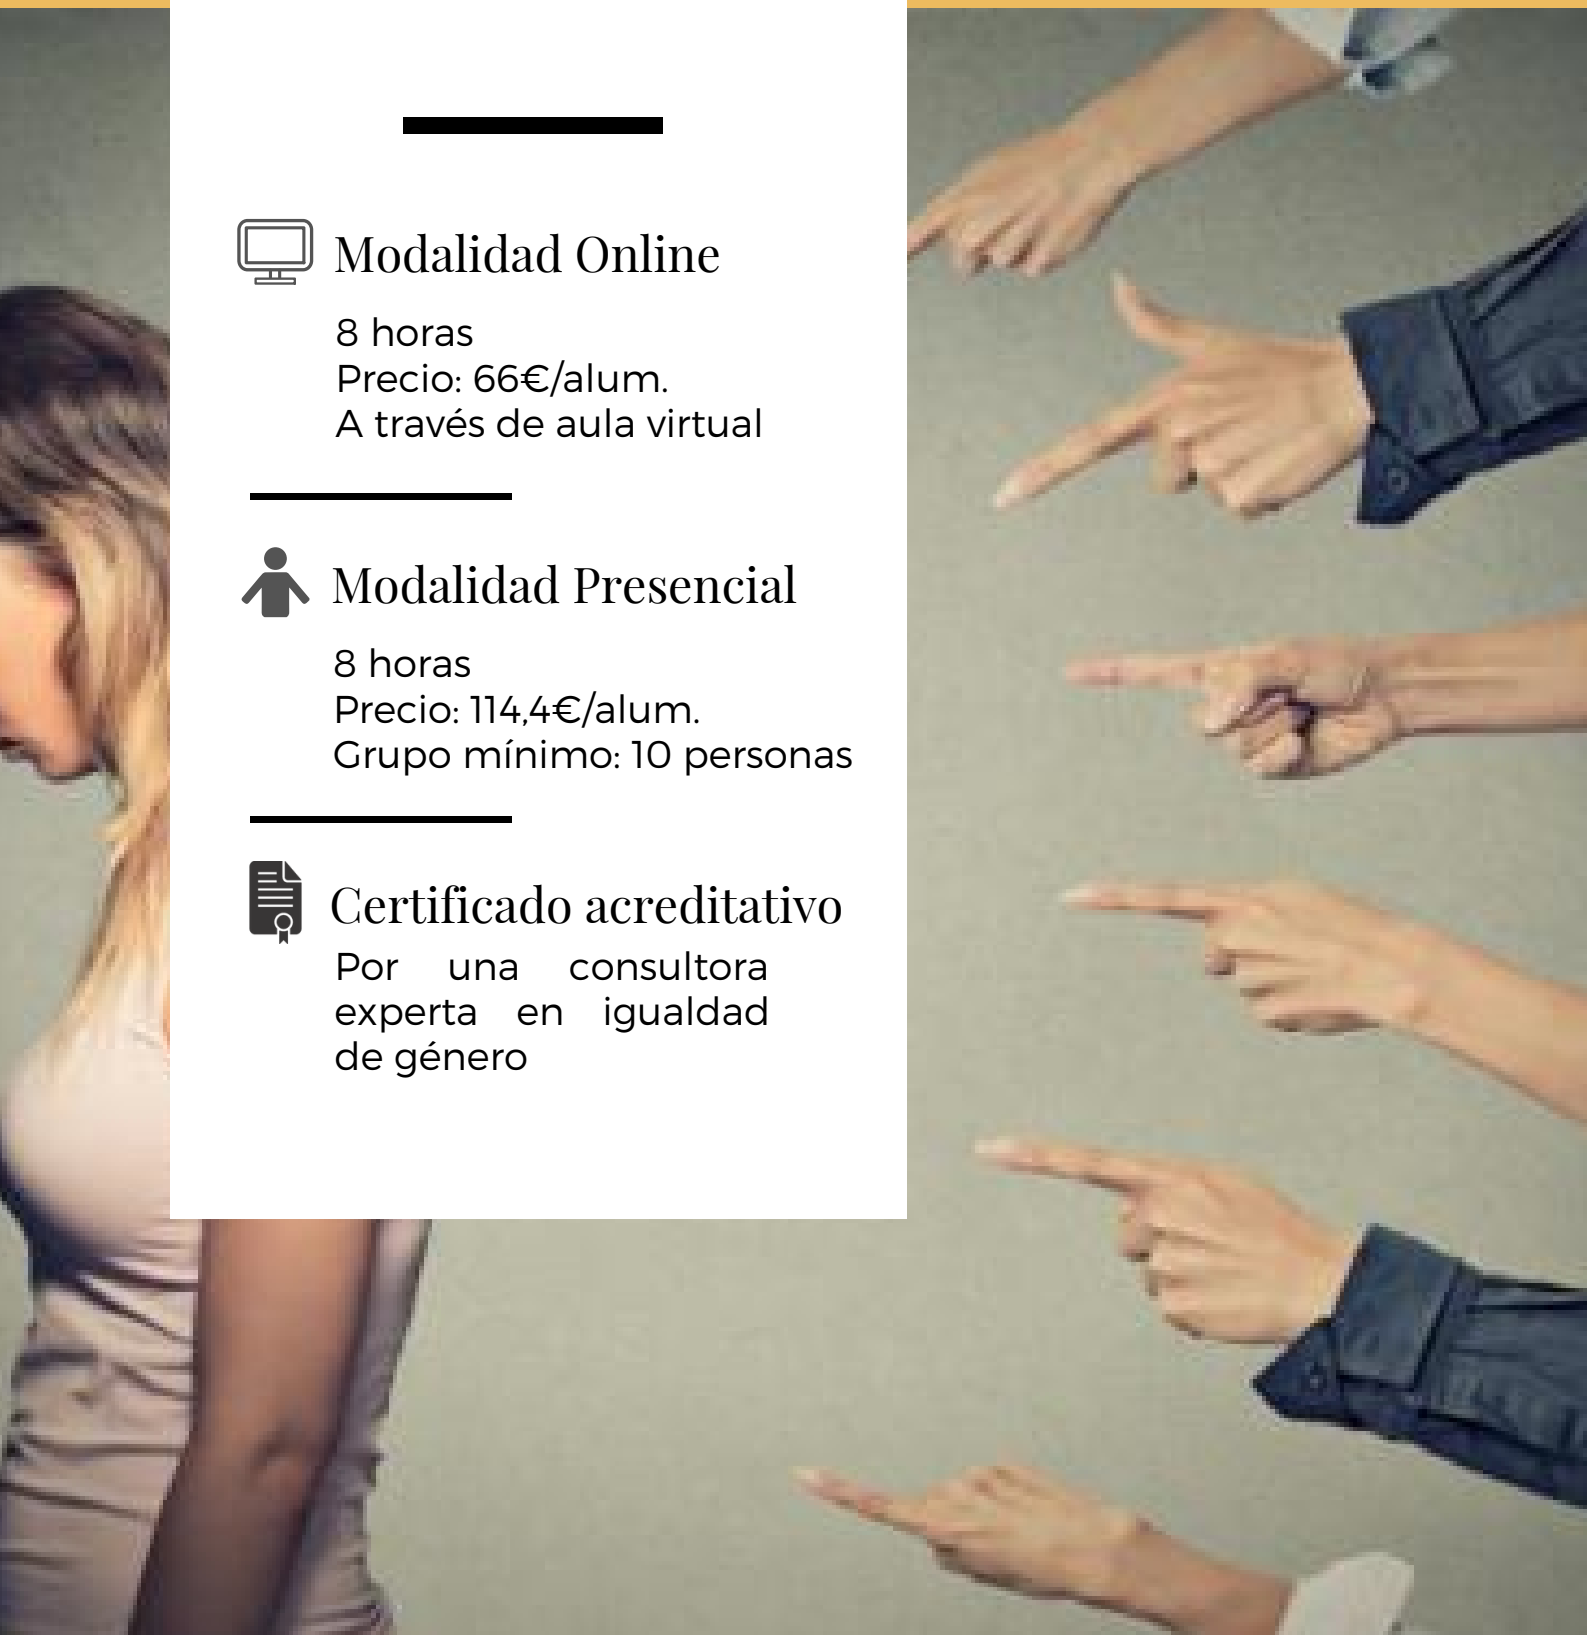 Modalidad Online
8 horas
Precio: 66€/alum.
A través de aula virtual
Modalidad Presencial
8 horas
Precio: 114,4€/alum.
Grupo mínimo: 10 personas
Certificado acreditativo
Por una consultora
experta en igualdad
de género